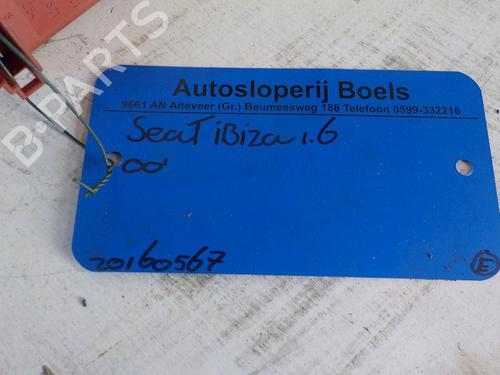 B-PARTS
Autosloperij Boels
9661 AN Alteveer (Gr.) Beumeesweg 188 Telefoon 0599-332216
Seat iBiza 1.6
00'
20160567
E